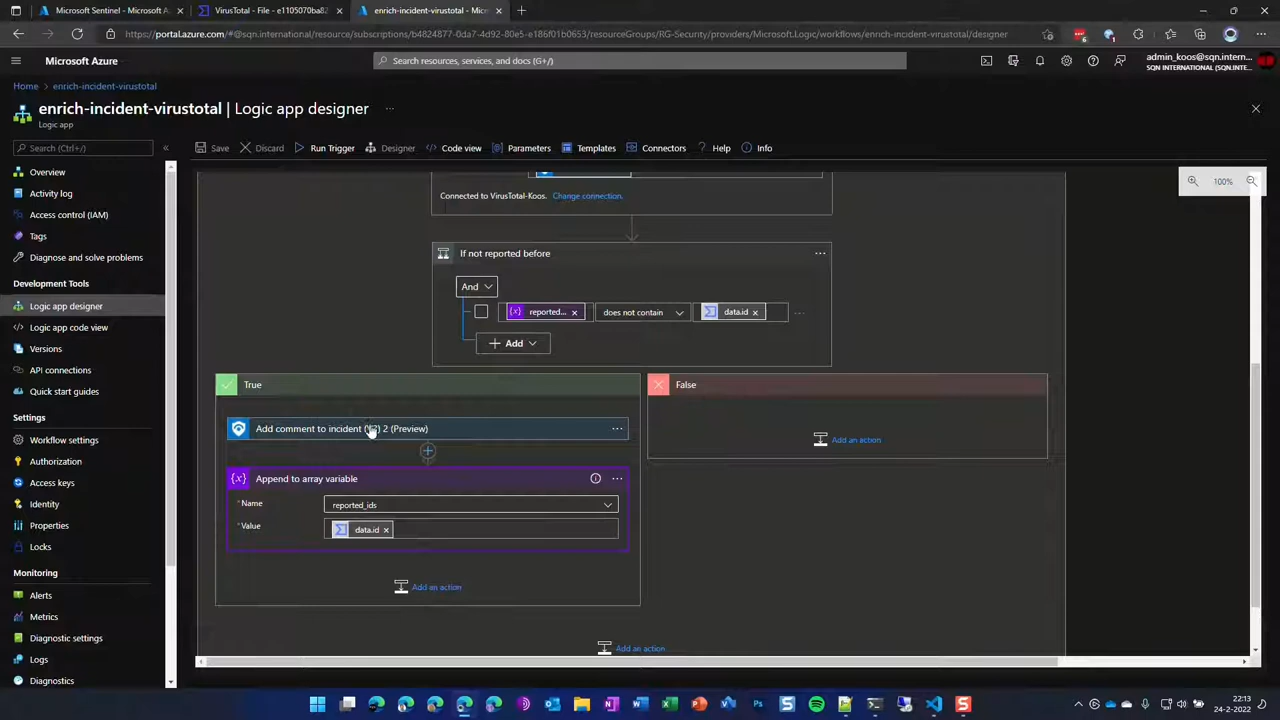 Microsoft Sentinel - Microsoft A
VirusTotal - File - e1105070ba82
enrich-incident-virustotal - Mic
https://portal.azure.com/#@sqn.international/resource/subscriptions/b4824877-0da7-4d92-80e5-e186f01b0653/resourceGroups/RG-Security/providers/Microsoft.Logic/workflows/enrich-incident-virustotal/designer
Microsoft Azure
Search resources, services, and docs (G+/)
admin_koos@sqn.intern...
SQN INTERNATIONAL (SQN.INTERN...
Home
enrich-incident-virustotal
enrich-incident-virustotal | Logic app designer
Logic app
Search (Ctrl+/)
Save
Discard
Run Trigger
Designer
Code view
Parameters
Templates
Connectors
Help
Info
Overview
Activity log
Access control (IAM)
Tags
Diagnose and solve problems
Development Tools
Logic app designer
Logic app code view
Versions
API connections
Quick start guides
Settings
Workflow settings
Authorization
Access keys
Identity
Properties
Locks
Monitoring
Alerts
Metrics
Diagnostic settings
Logs
Diagnostics
100%
Connected to VirusTotal-Koos. Change connection.
If not reported before
And
reported...
does not contain
data.id
Add
True
Add comment to incident 2 (Preview)
Append to array variable
* Name
reported_ids
* Value
data.id
Add an action
False
Add an action
Add an action
22:13
24-2-2022